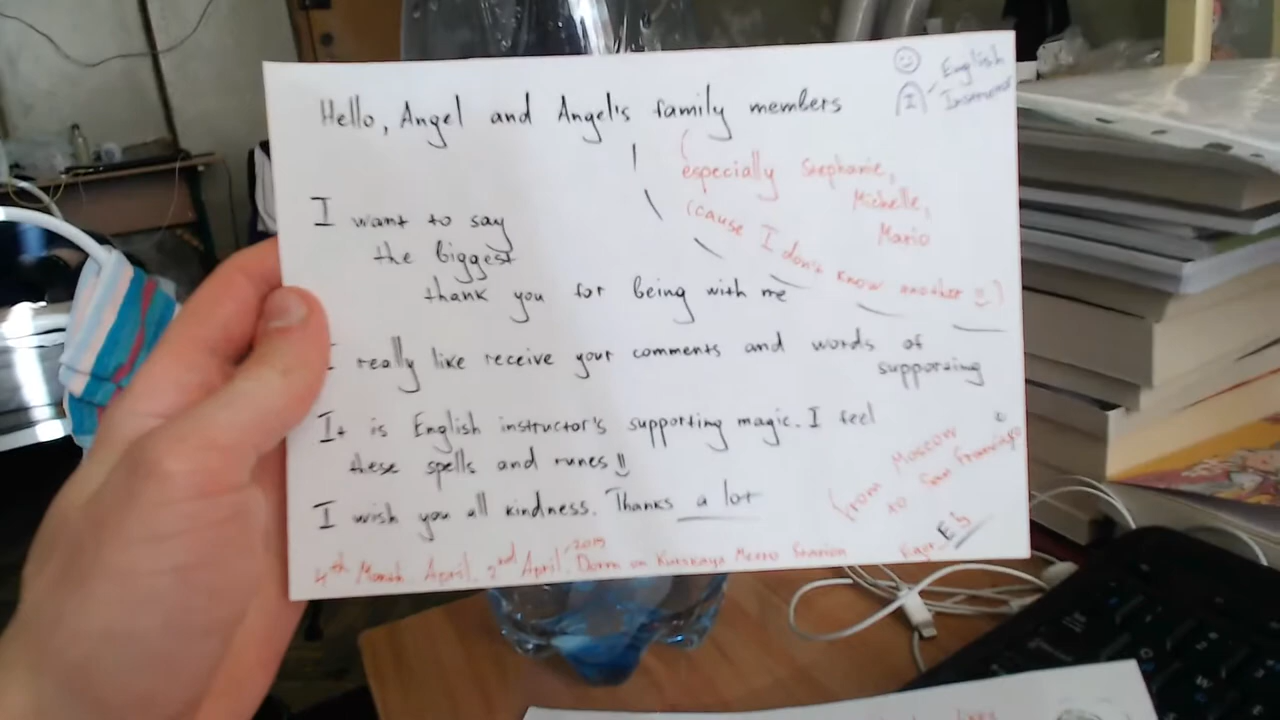 Hello, Angel and Angel's family members
English
especially Stephanie,
Michelle,
Mario
(cause I don't know another )
I want to say
the biggest
thank you for being with me
I really like receive your comments and words of
supporting
It is English instructor's supporting magic. I feel
these spells and runes!!
I wish you all kindness. Thanks a lot
from Moscow
to San Francisco
4th Month April, 2nd April, 2019 Dorm on Kurskaya Metro Station